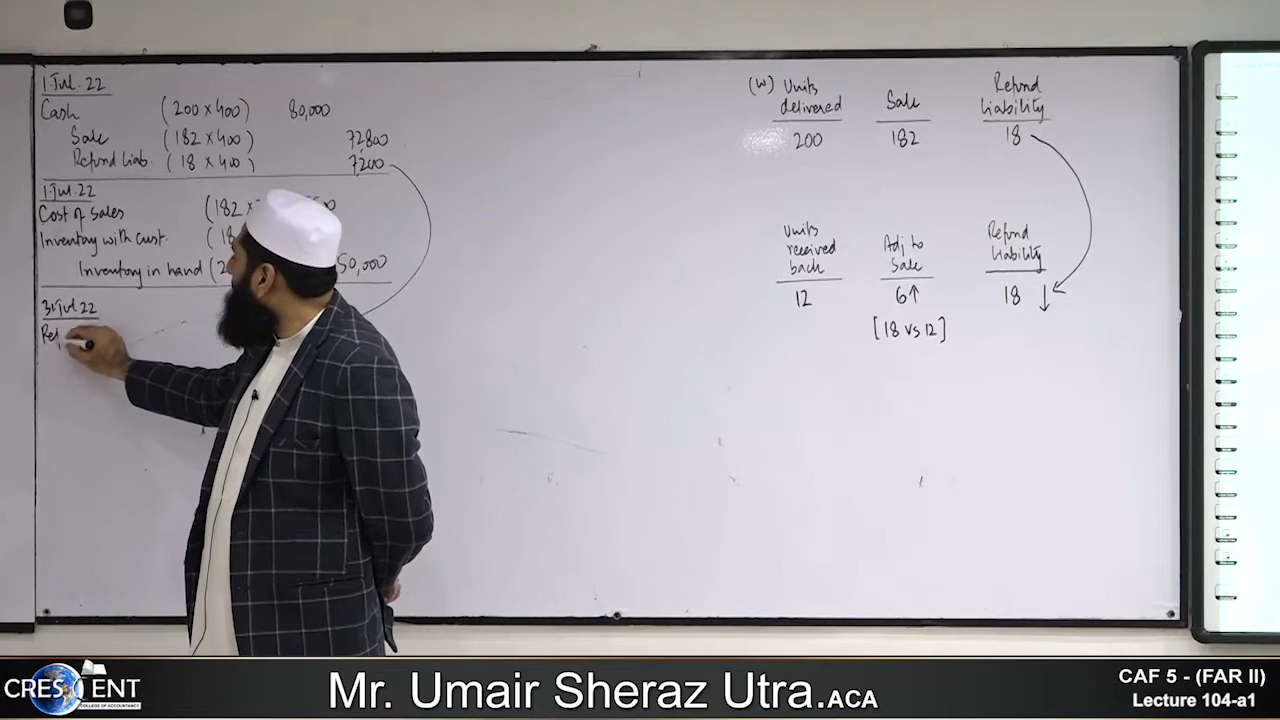 1.Jul.22
Cash (200 x 400) 80,000
Sale (182 x 400) 72800
Refund Liab. (18 x 400) 7200
1.Jul.22
Cost of Sales (182 x
Inventory with cust. (18
Inventory in hand (2 50,000
31.Jul.22
Ref
(W) Units delivered Sale Refund Liability
200 182 18
Units received back Adj to Sale Refund Liability
12 6↑ 18 ↓
[18 vs 12]
CRESCENT
COLLEGE OF ACCOUNTANCY
Mr. Umair Sheraz Utra.ACA
CAF 5 - (FAR II)
Lecture 104-a1